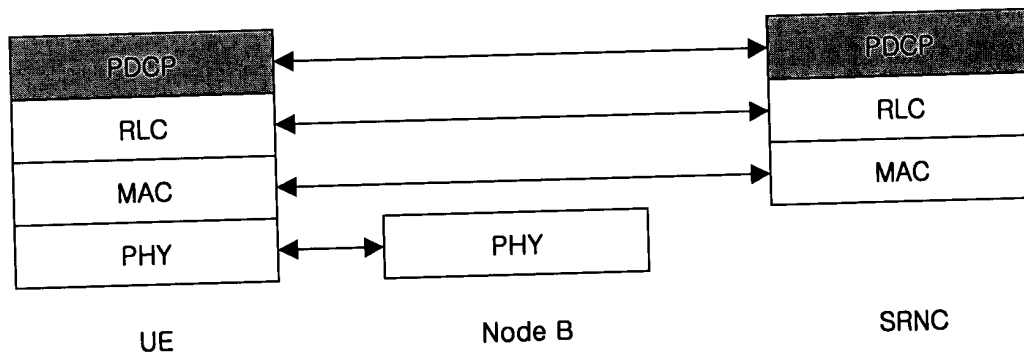 PDCP
RLC
MAC
PHY
UE
PHY
Node B
PDCP
RLC
MAC
SRNC